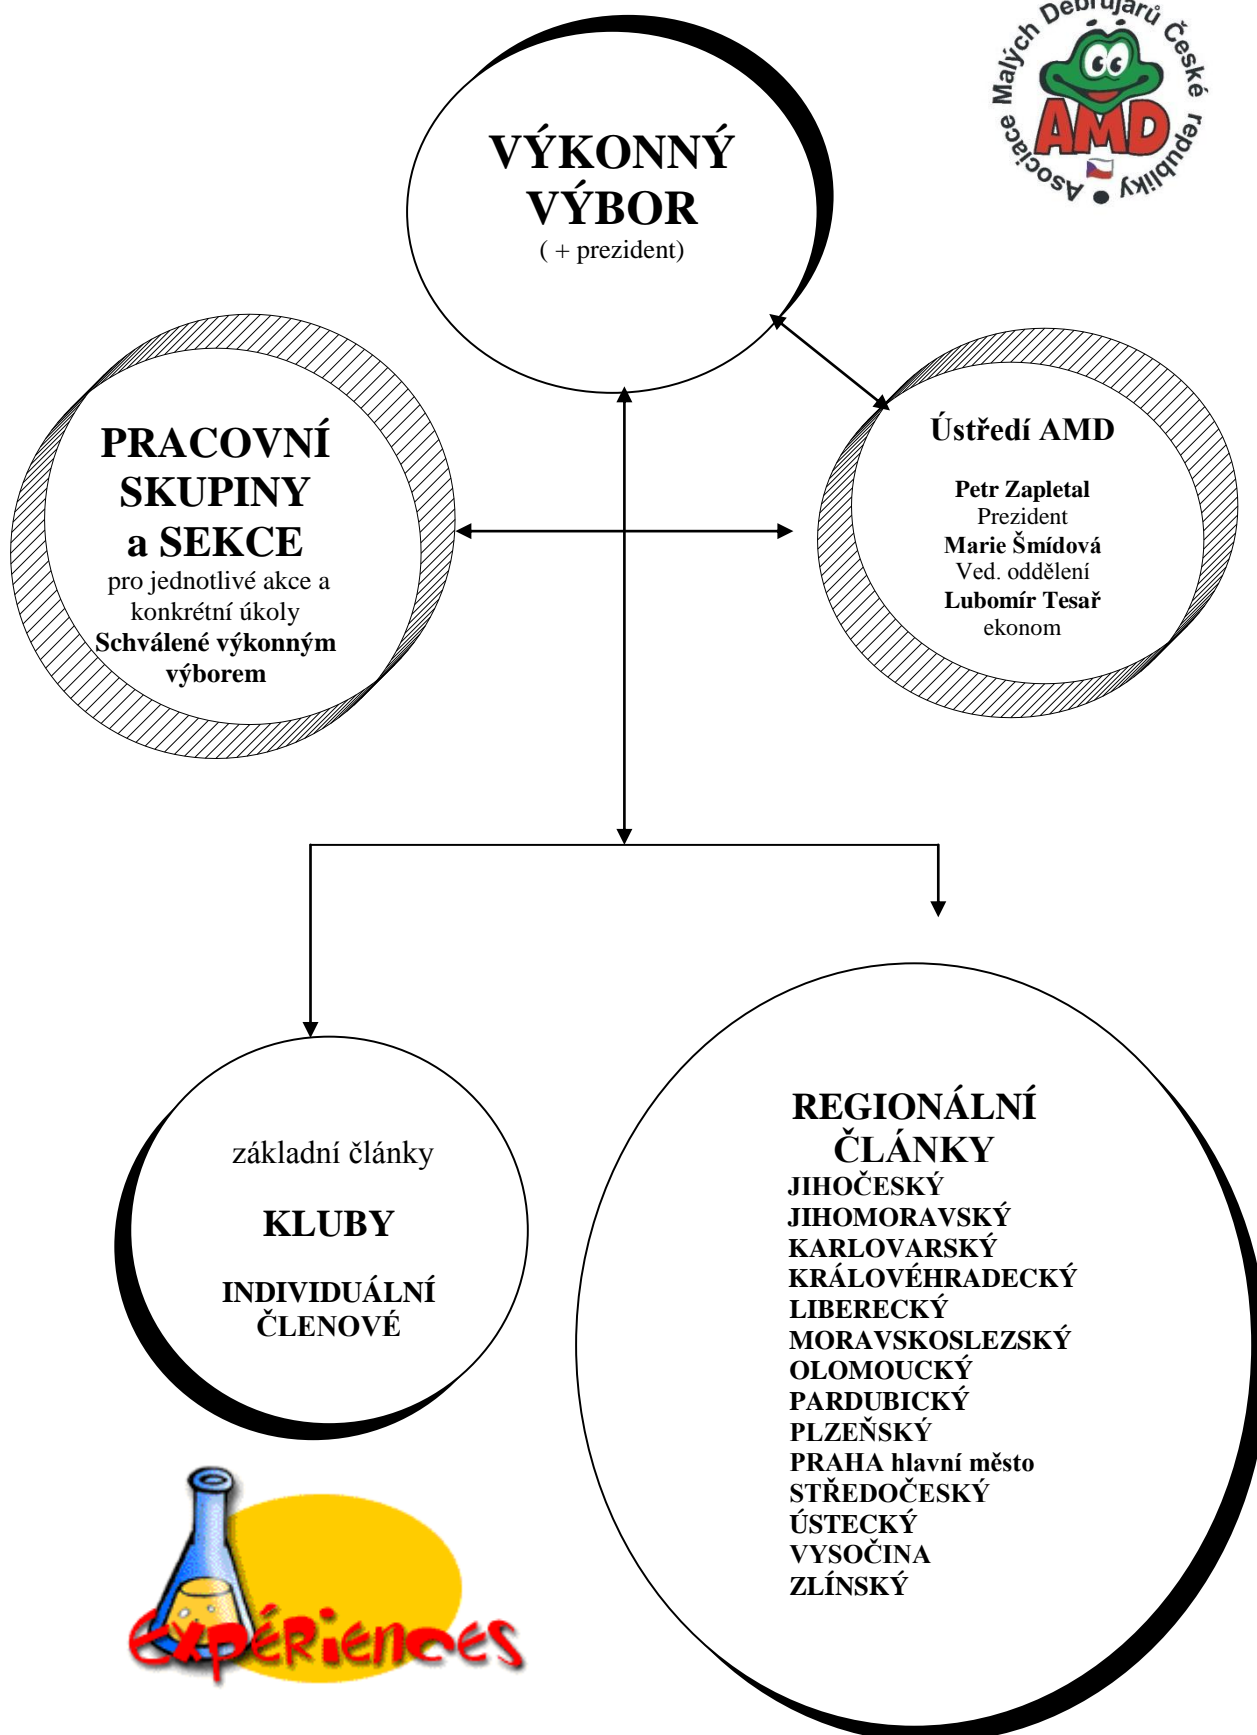 Asociace Malých Debrujárů České republiky
AMD
VÝKONNÝ
VÝBOR
( + prezident)
PRACOVNÍ
SKUPINY
a SEKCE
pro jednotlivé akce a
konkrétní úkoly
Schválené výkonným
výborem
Ústředí AMD
Petr Zapletal
Prezident
Marie Šmídová
Ved. oddělení
Lubomír Tesař
ekonom
základní články
KLUBY
INDIVIDUÁLNÍ
ČLENOVÉ
REGIONÁLNÍ
ČLÁNKY
JIHOČESKÝ
JIHOMORAVSKÝ
KARLOVARSKÝ
KRÁLOVÉHRADECKÝ
LIBERECKÝ
MORAVSKOSLEZSKÝ
OLOMOUCKÝ
PARDUBICKÝ
PLZEŇSKÝ
PRAHA hlavní město
STŘEDOČESKÝ
ÚSTECKÝ
VYSOČINA
ZLÍNSKÝ
expériences